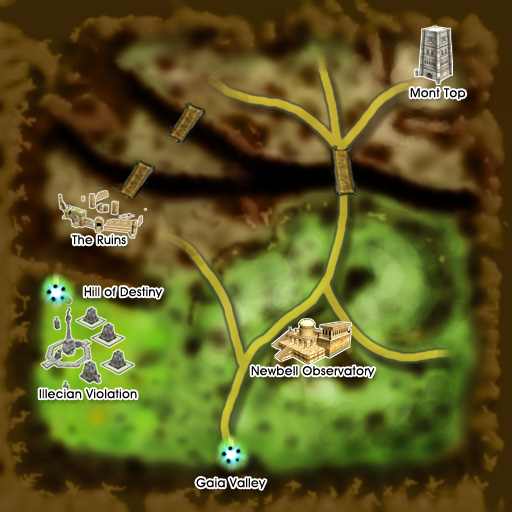 Mont Top
The Ruins
Hill of Destiny
Newbell Observatory
Illecian Violation
Gaia Valley